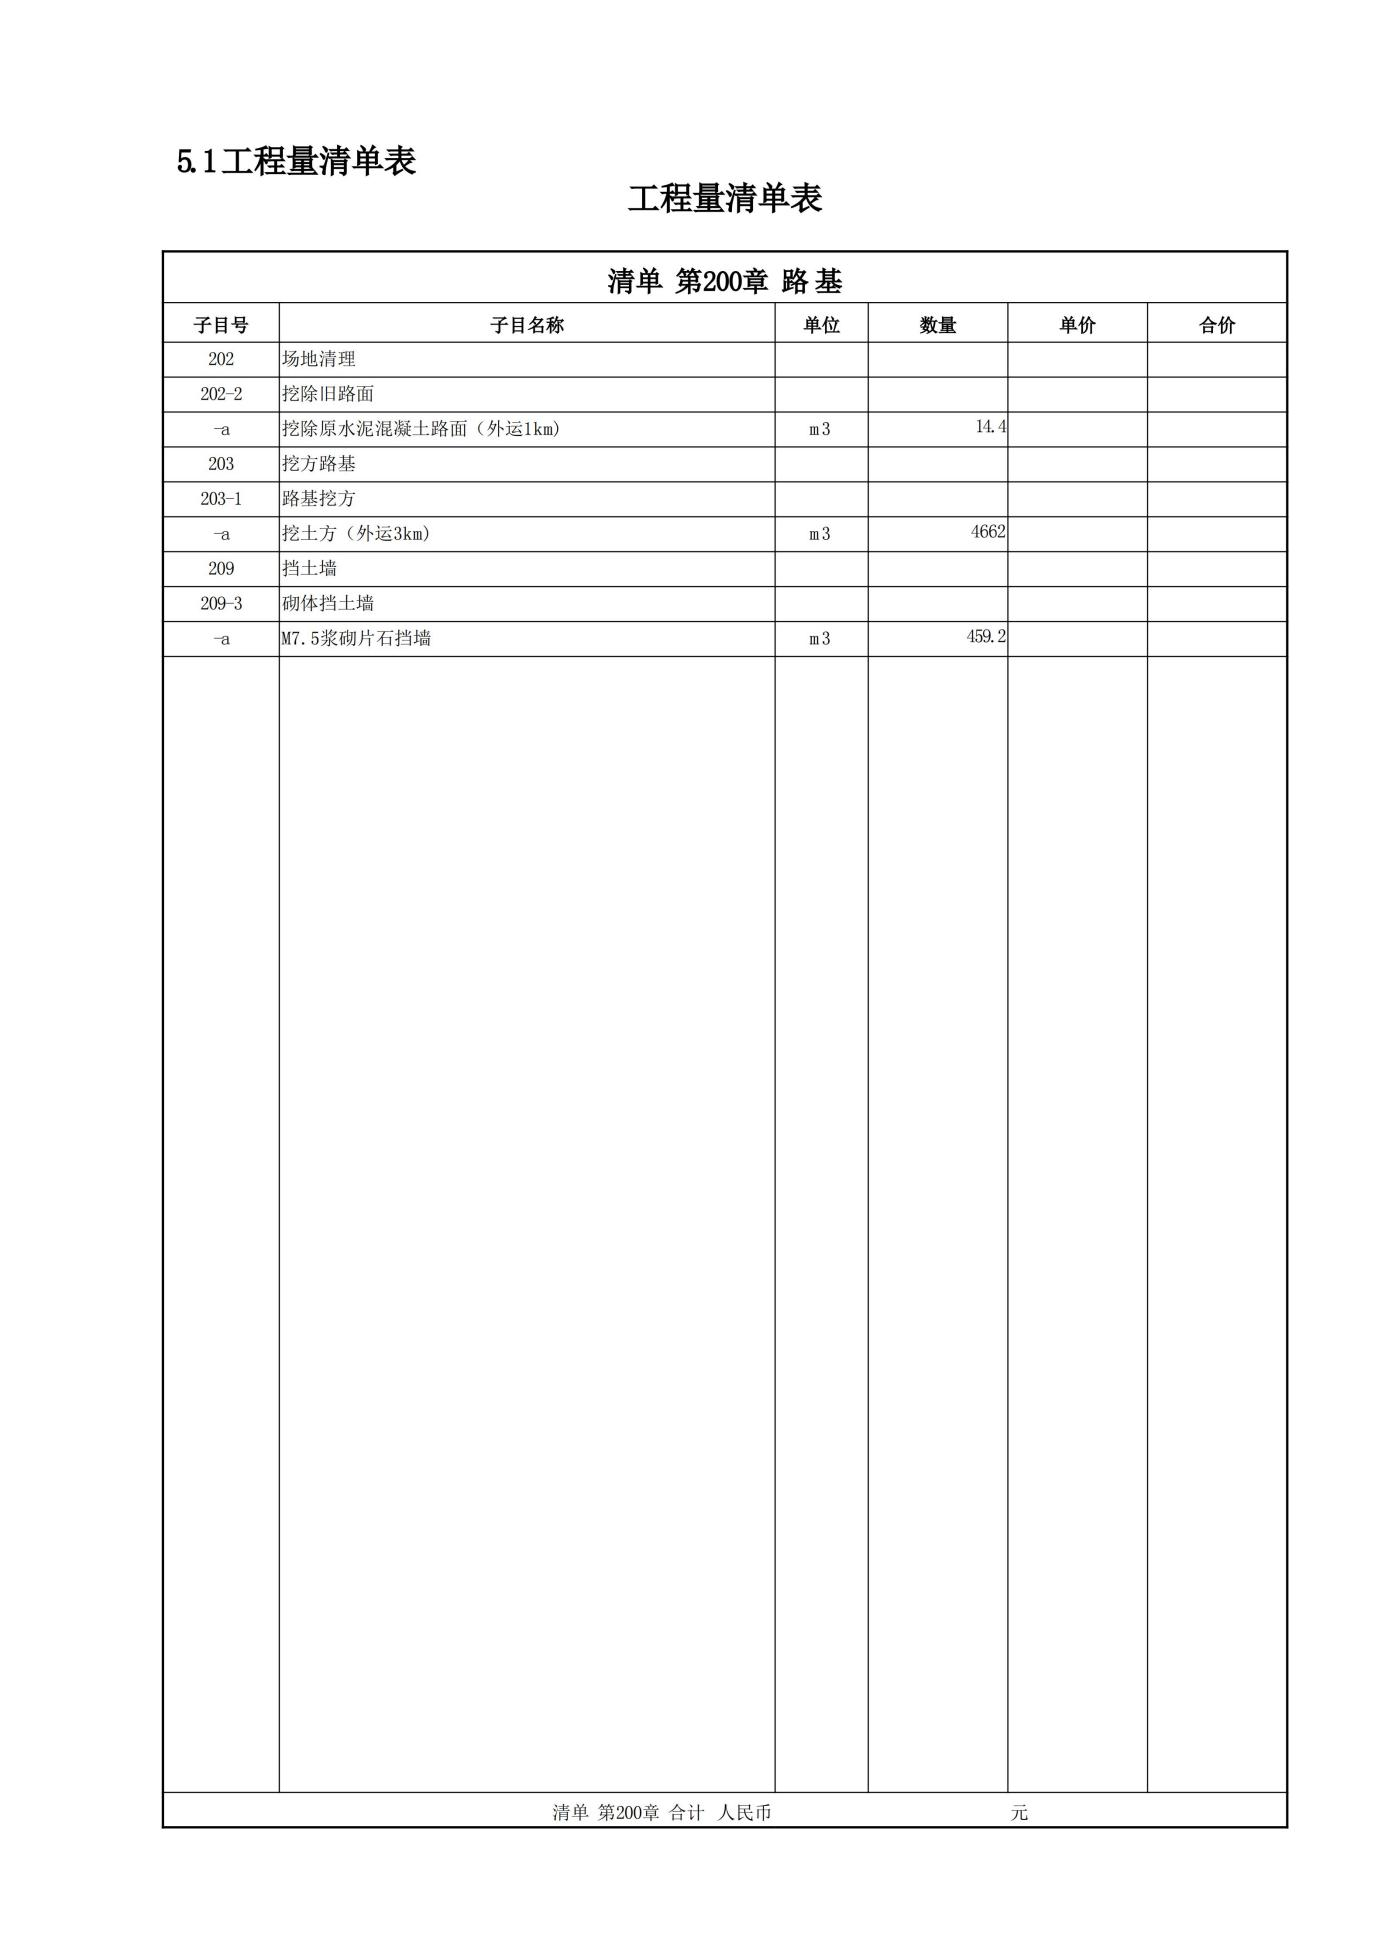 5.1工程量清单表
工程量清单表
清单 第200章 路 基
子目号 子目名称 单位 数量 单价 合价
202 场地清理
202-2 挖除旧路面
-a 挖除原水泥混凝土路面（外运1km） m3 14.4
203 挖方路基
203-1 路基挖方
-a 挖土方（外运3km） m3 4662
209 挡土墙
209-3 砌体挡土墙
-a M7.5浆砌片石挡墙 m3 459.2
清单 第200章 合计 人民币 元